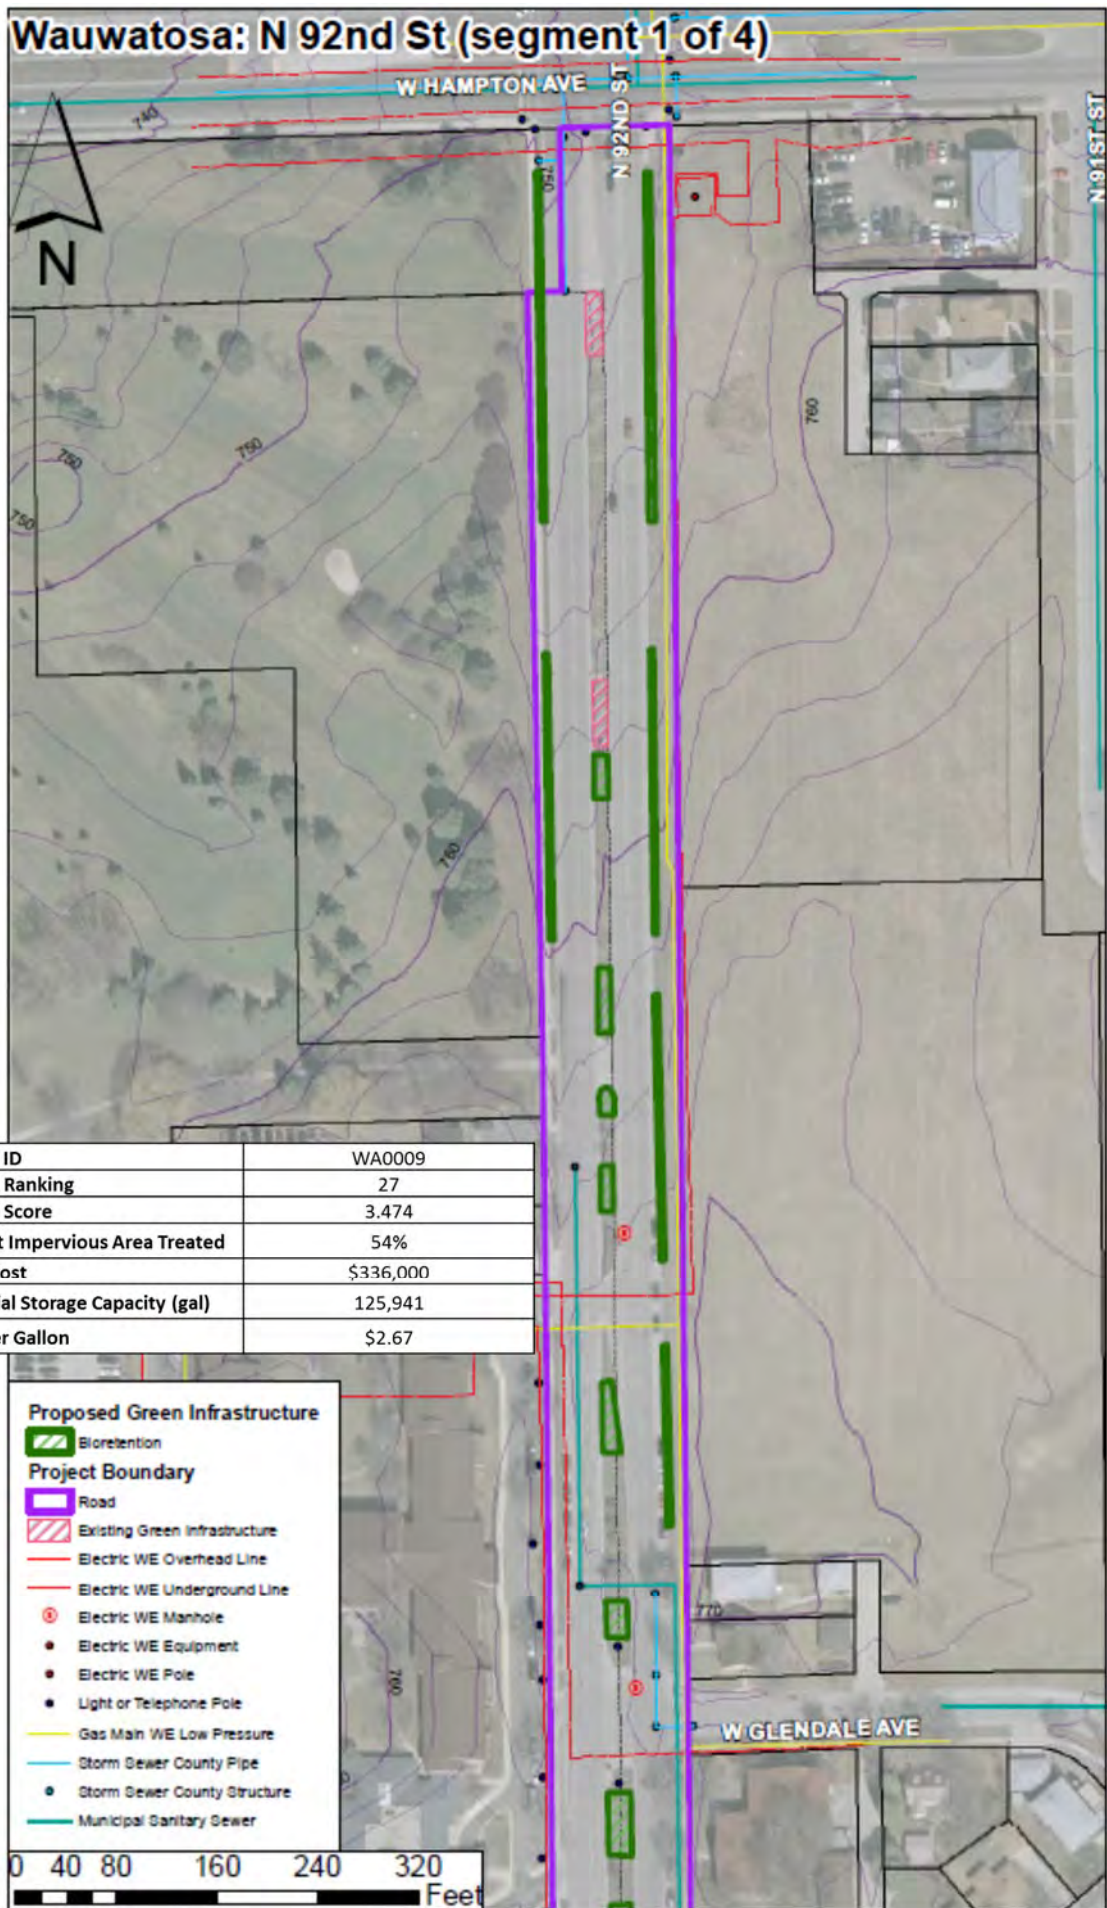 Wauwatosa: N 92nd St (segment 1 of 4)
W HAMPTON AVE
N 92ND ST
N 91ST ST
740
750
N
760
750
750
750
760
ID WA0009
Ranking 27
Score 3.474
t Impervious Area Treated 54%
ost $336,000
ial Storage Capacity (gal) 125,941
er Gallon $2.67
Proposed Green Infrastructure
Bioretention
Project Boundary
Road
Existing Green Infrastructure
Electric WE Overhead Line
Electric WE Underground Line
Electric WE Manhole
Electric WE Equipment
Electric WE Pole
Light or Telephone Pole
Gas Main WE Low Pressure
Storm Sewer County Pipe
Storm Sewer County Structure
Municipal Sanitary Sewer
770
760
W GLENDALE AVE
0 40 80 160 240 320
Feet